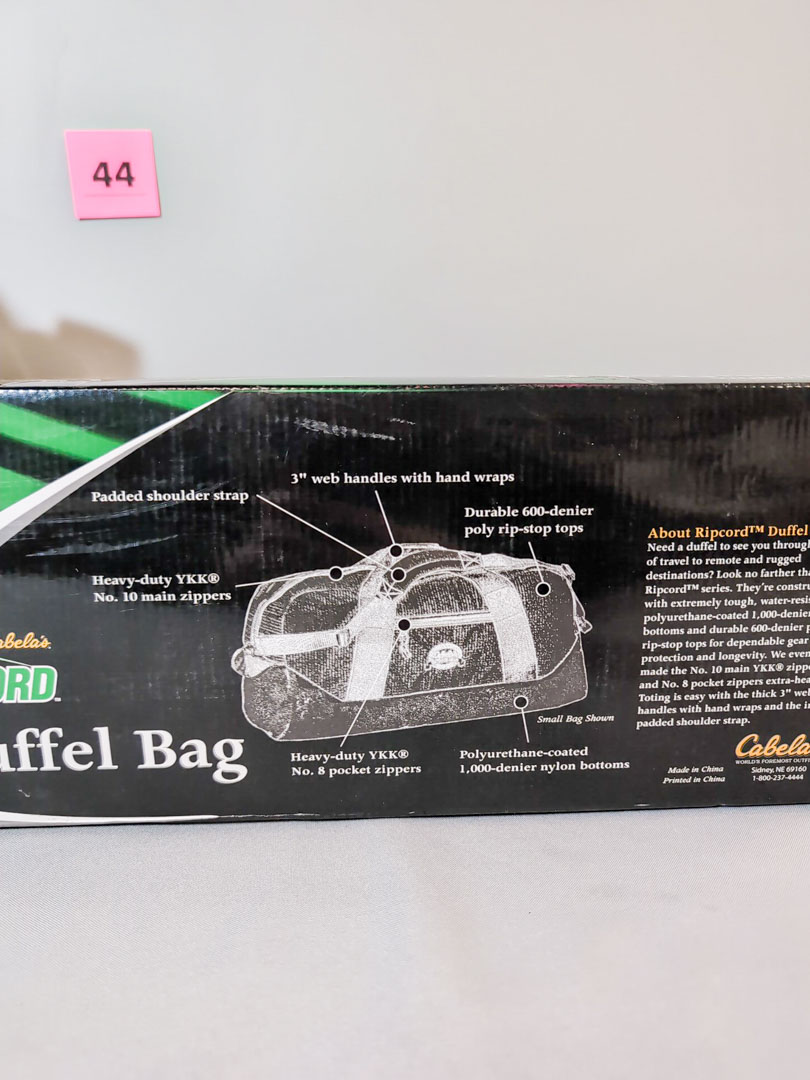 44
3" web handles with hand wraps
Padded shoulder strap
Durable 600-denier
poly rip-stop tops
Heavy-duty YKK®
No. 10 main zippers
Small Bag Shown
Heavy-duty YKK®
No. 8 pocket zippers
Polyurethane-coated
1,000-denier nylon bottoms
abela's
ORD™
uffel Bag
About Ripcord™ Duffel
Need a duffel to see you through
of travel to remote and rugged
destinations? Look no farther tha
Ripcord™ series. They're constru
with extremely tough, water-resis
polyurethane-coated 1,000-denier
bottoms and durable 600-denier p
rip-stop tops for dependable gear
protection and longevity. We even
made the No. 10 main YKK® zippe
and No. 8 pocket zippers extra-hea
Toting is easy with the thick 3" web
handles with hand wraps and the in
padded shoulder strap.
Cabela
WORLD'S FOREMOST OUTFI
Sidney, NE 69160
1-800-237-4444
Made in China
Printed in China